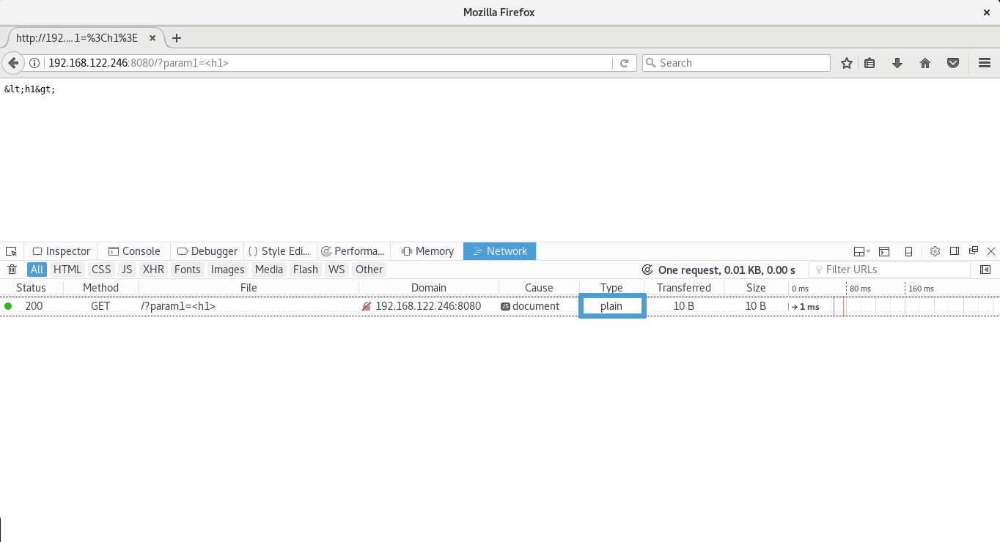 Mozilla Firefox
http://192....1=%3Ch1%3E
192.168.122.246:8080/?param1=<h1> Search
&lt;h1&gt;
Inspector Console Debugger { } Style Edi... Performa... Memory Network
All HTML CSS JS XHR Fonts Images Media Flash WS Other One request, 0.01 KB, 0.00 s Filter URLs
Status Method File Domain Cause Type Transferred Size 0 ms 80 ms 160 ms
200 GET /?param1=<h1> 192.168.122.246:8080 JS document plain 10 B 10 B → 1 ms